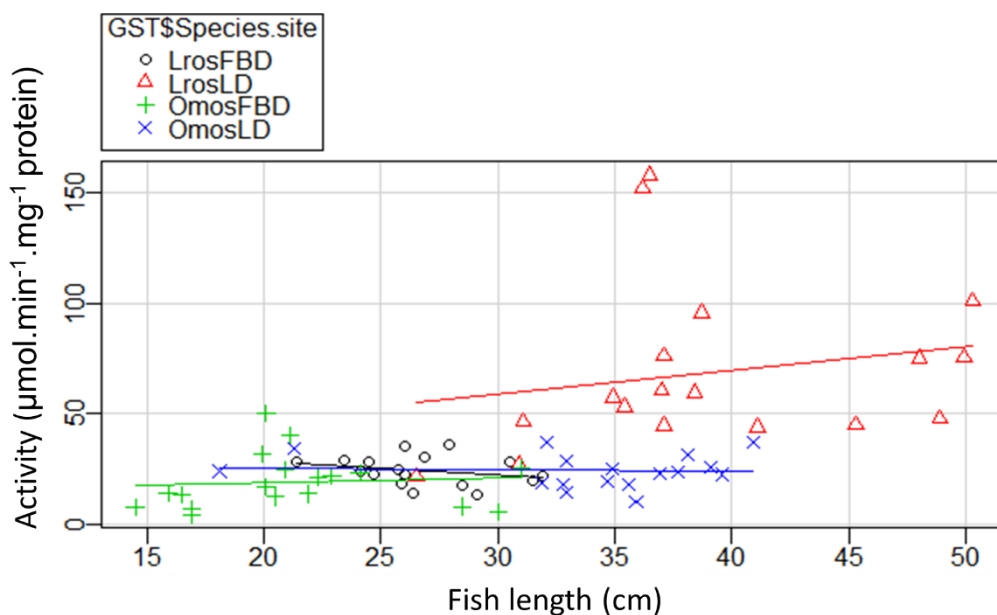 GST$Species.site
LrosFBD
LrosLD
OmosFBD
OmosLD
Activity (µmol.min⁻¹.mg⁻¹ protein)
150
100
50
0
15 20 25 30 35 40 45 50
Fish length (cm)